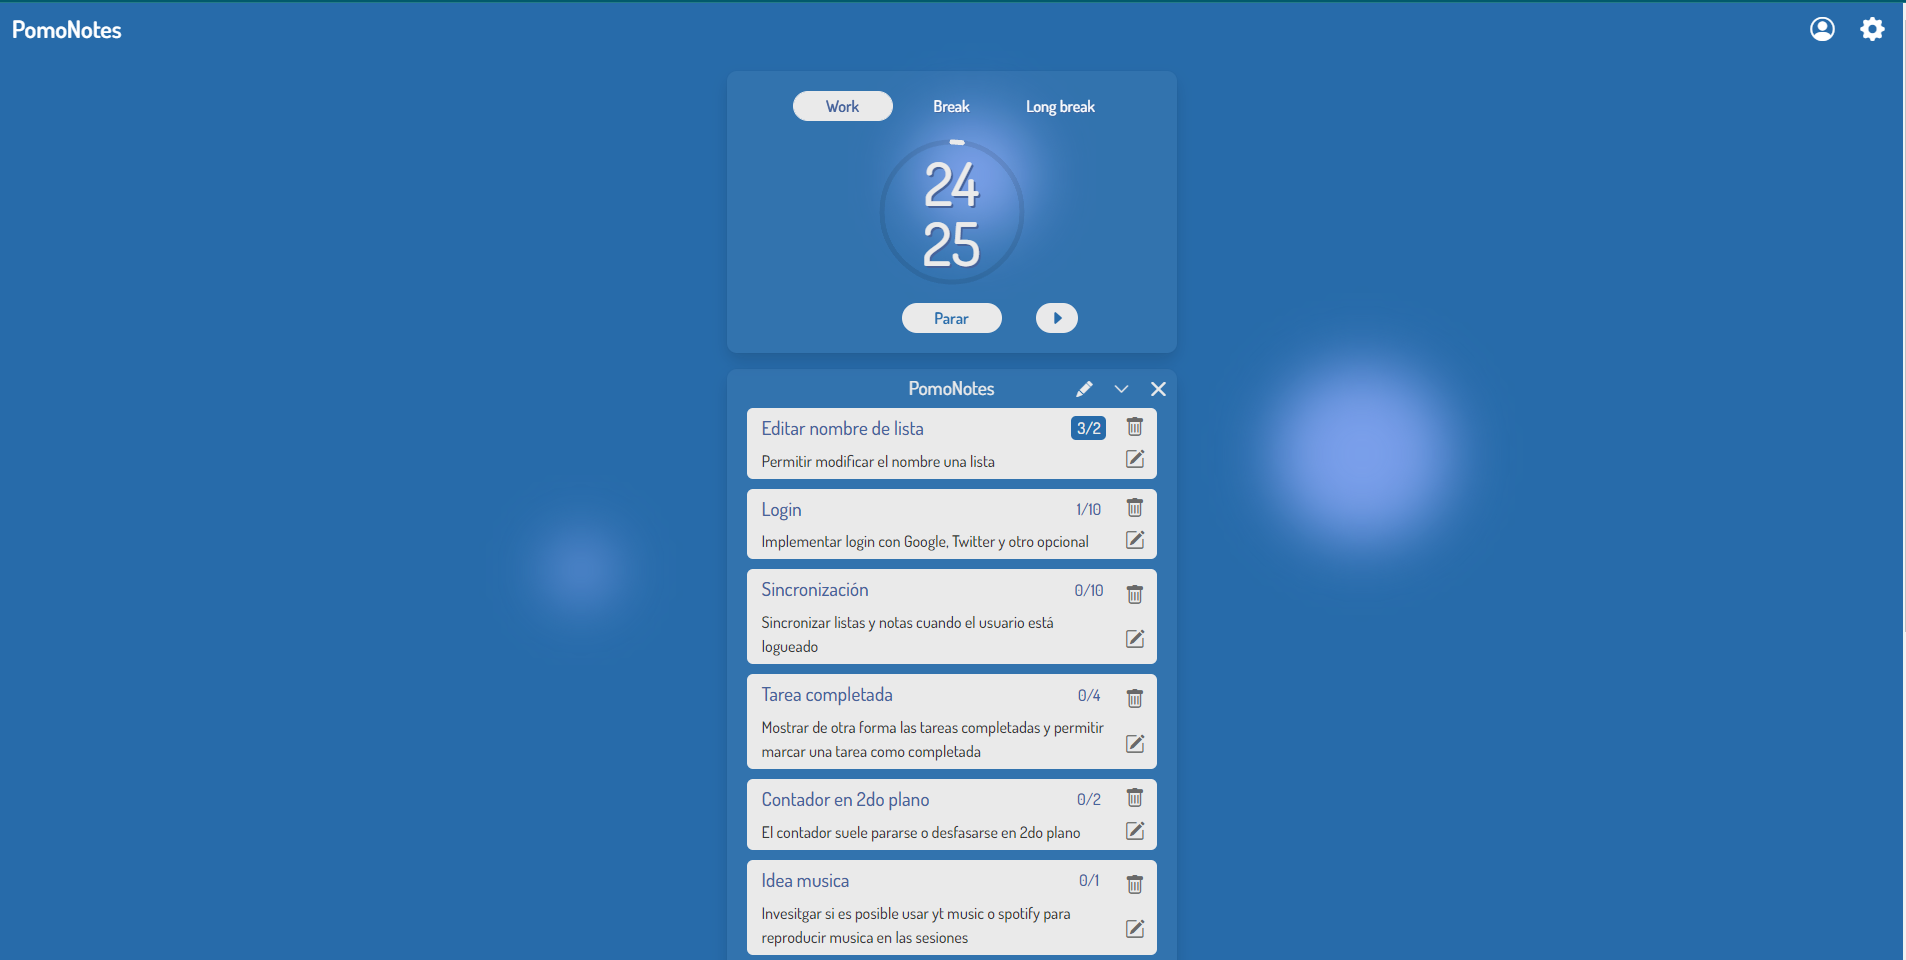 PomoNotes
Work Break Long break
24
25
Parar
PomoNotes
Editar nombre de lista 3/2
Permitir modificar el nombre una lista
Login 1/10
Implementar login con Google, Twitter y otro opcional
Sincronización 0/10
Sincronizar listas y notas cuando el usuario está
logueado
Tarea completada 0/4
Mostrar de otra forma las tareas completadas y permitir
marcar una tarea como completada
Contador en 2do plano 0/2
El contador suele pararse o desfasarse en 2do plano
Idea musica 0/1
Invesitgar si es posible usar yt music o spotify para
reproducir musica en las sesiones